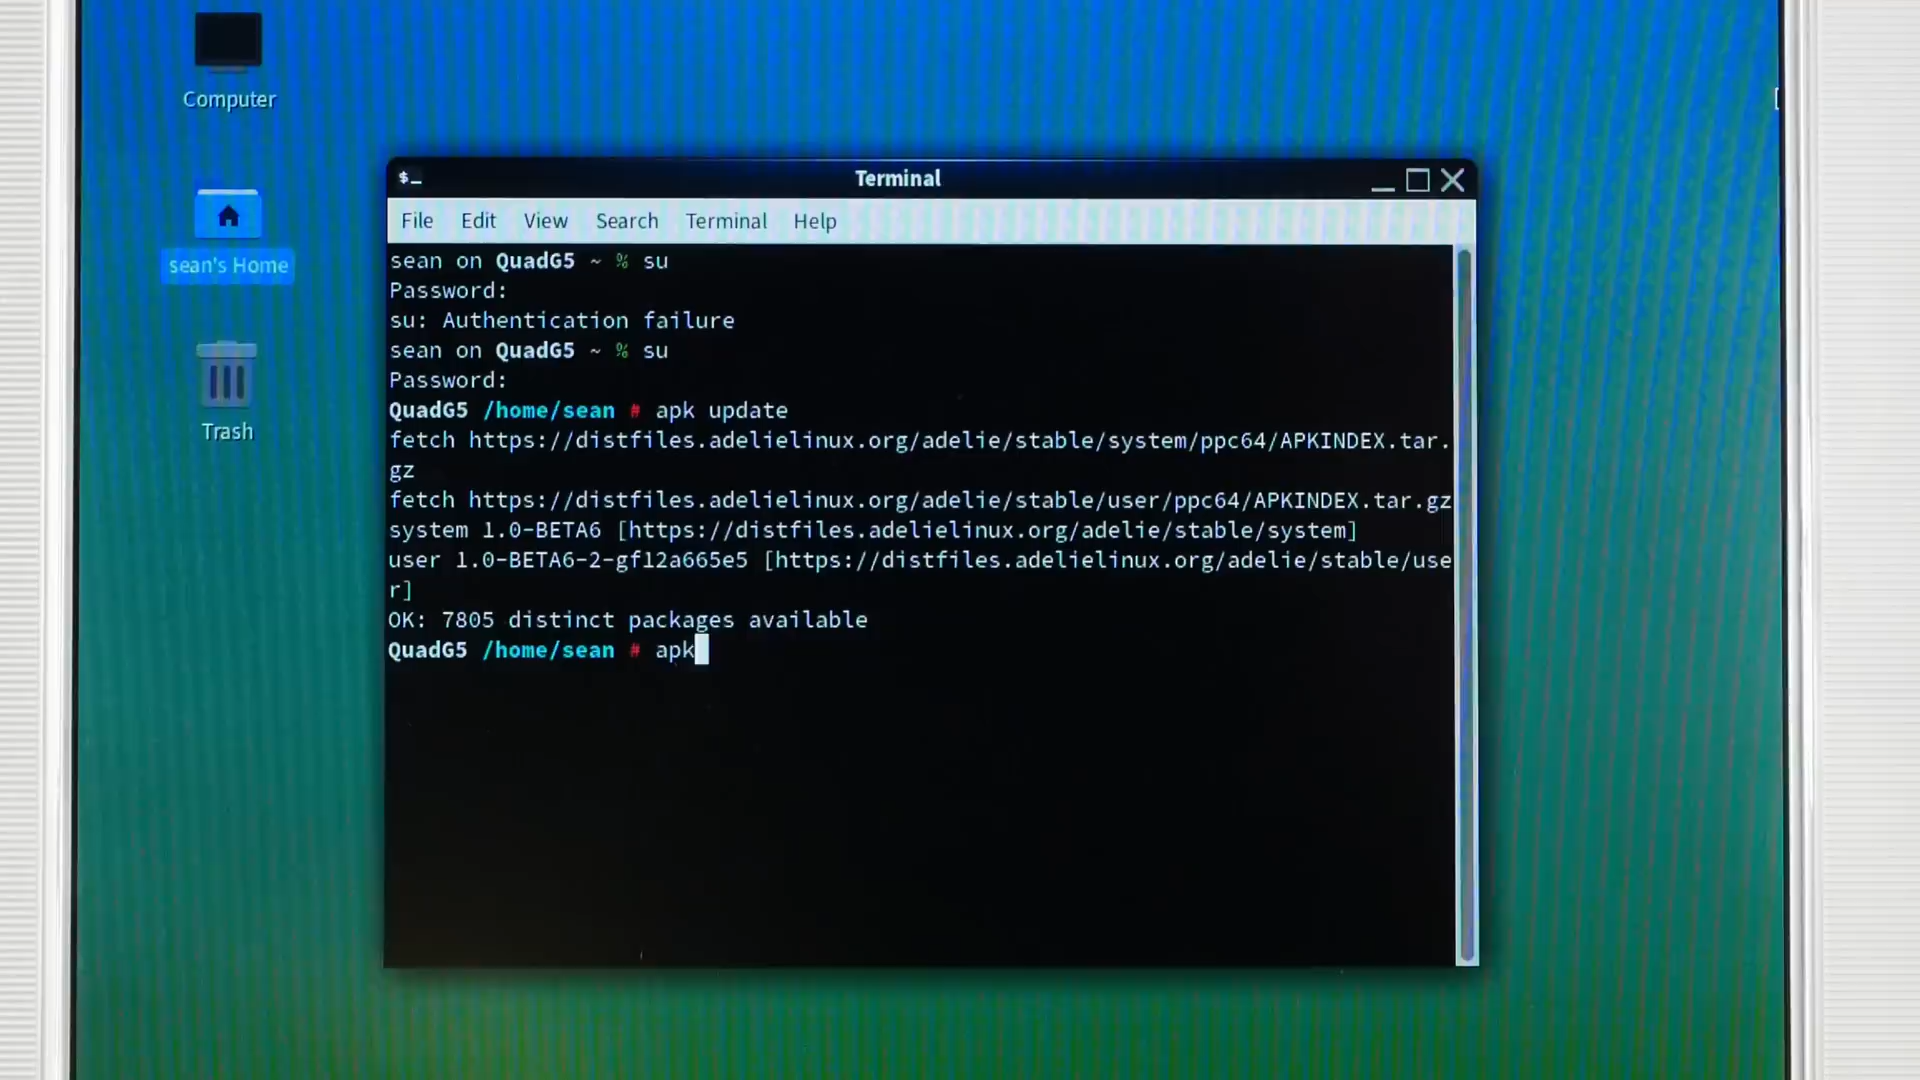 Computer
sean's Home
Trash
$_
Terminal
File Edit View Search Terminal Help
sean on QuadG5 ~ % su
Password:
su: Authentication failure
sean on QuadG5 ~ % su
Password:
QuadG5 /home/sean # apk update
fetch https://distfiles.adelielinux.org/adelie/stable/system/ppc64/APKINDEX.tar.
gz
fetch https://distfiles.adelielinux.org/adelie/stable/user/ppc64/APKINDEX.tar.gz
system 1.0-BETA6 [https://distfiles.adelielinux.org/adelie/stable/system]
user 1.0-BETA6-2-gf12a665e5 [https://distfiles.adelielinux.org/adelie/stable/use
r]
OK: 7805 distinct packages available
QuadG5 /home/sean # apk